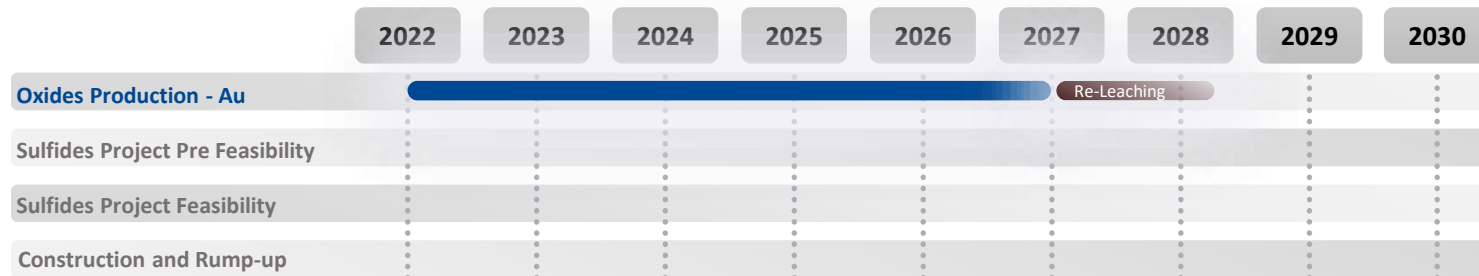 2022 2023 2024 2025 2026 2027 2028 2029 2030
Oxides Production - Au Re-Leaching
Sulfides Project Pre Feasibility
Sulfides Project Feasibility
Construction and Rump-up